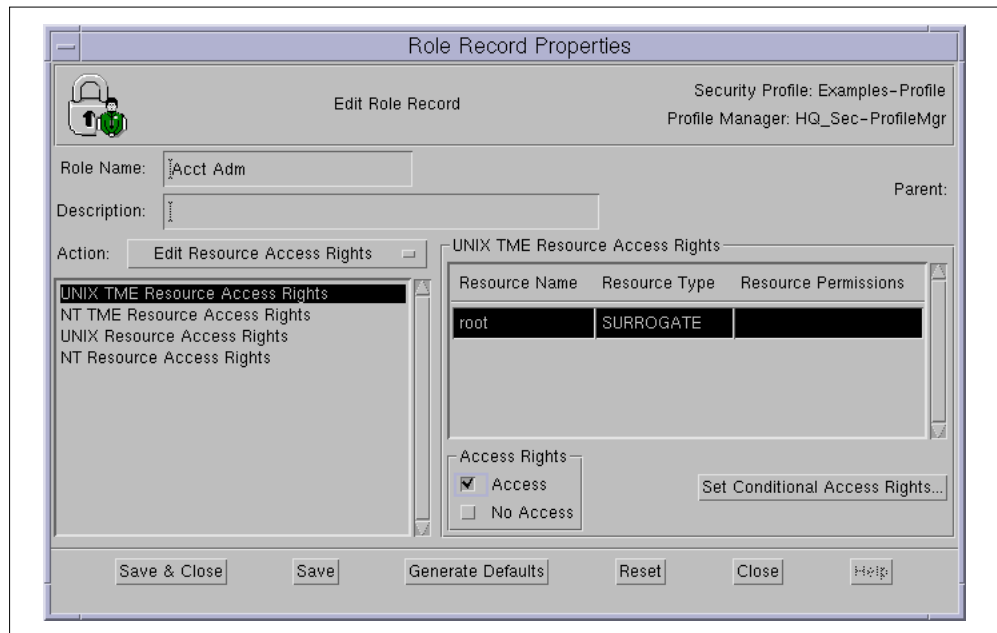 Role Record Properties
Edit Role Record
Security Profile: Examples-Profile
Profile Manager: HQ_Sec-ProfileMgr
Role Name: Acct Adm
Parent:
Description:
Action: Edit Resource Access Rights
UNIX TME Resource Access Rights
NT TME Resource Access Rights
UNIX Resource Access Rights
NT Resource Access Rights
UNIX TME Resource Access Rights
Resource Name Resource Type Resource Permissions
root SURROGATE
Access Rights
Access
No Access
Set Conditional Access Rights...
Save & Close Save Generate Defaults Reset Close Help